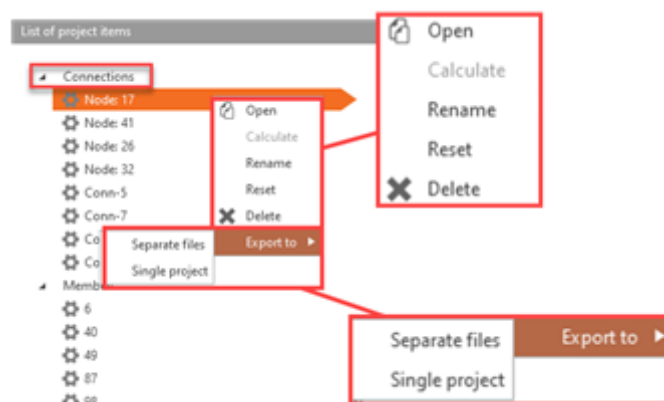 List of project items
Open
Calculate
Rename
Reset
Delete
Connections
Node: 17
Node: 41
Node: 26
Node: 32
Conn-5
Conn-7
Open
Calculate
Rename
Reset
Delete
Export to
Separate files
Single project
6
40
49
87
98
Separate files
Export to
Single project